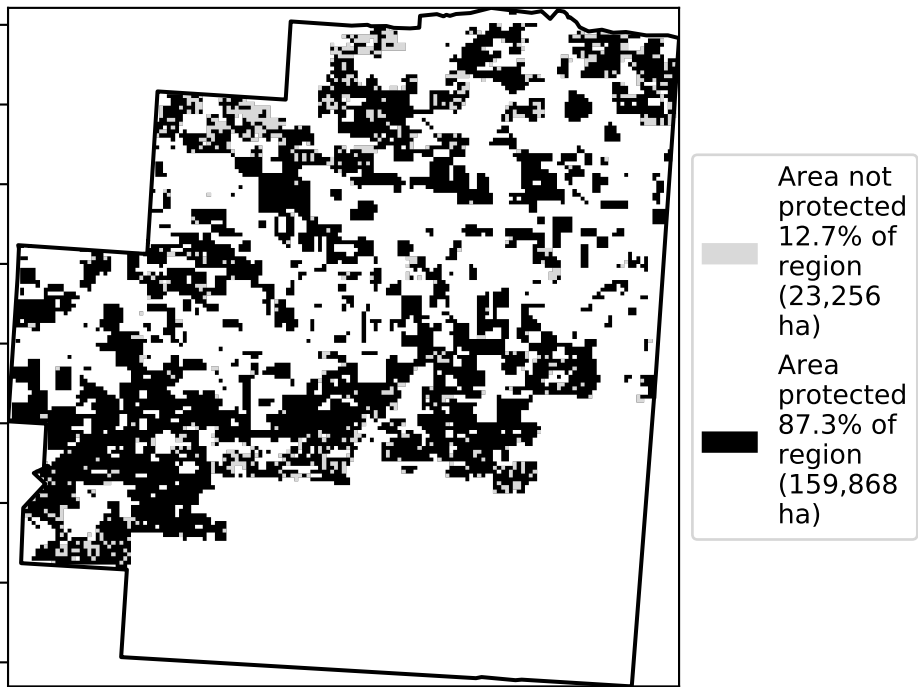 Area not
protected
12.7% of
region
(23,256
ha)
Area
protected
87.3% of
region
(159,868
ha)